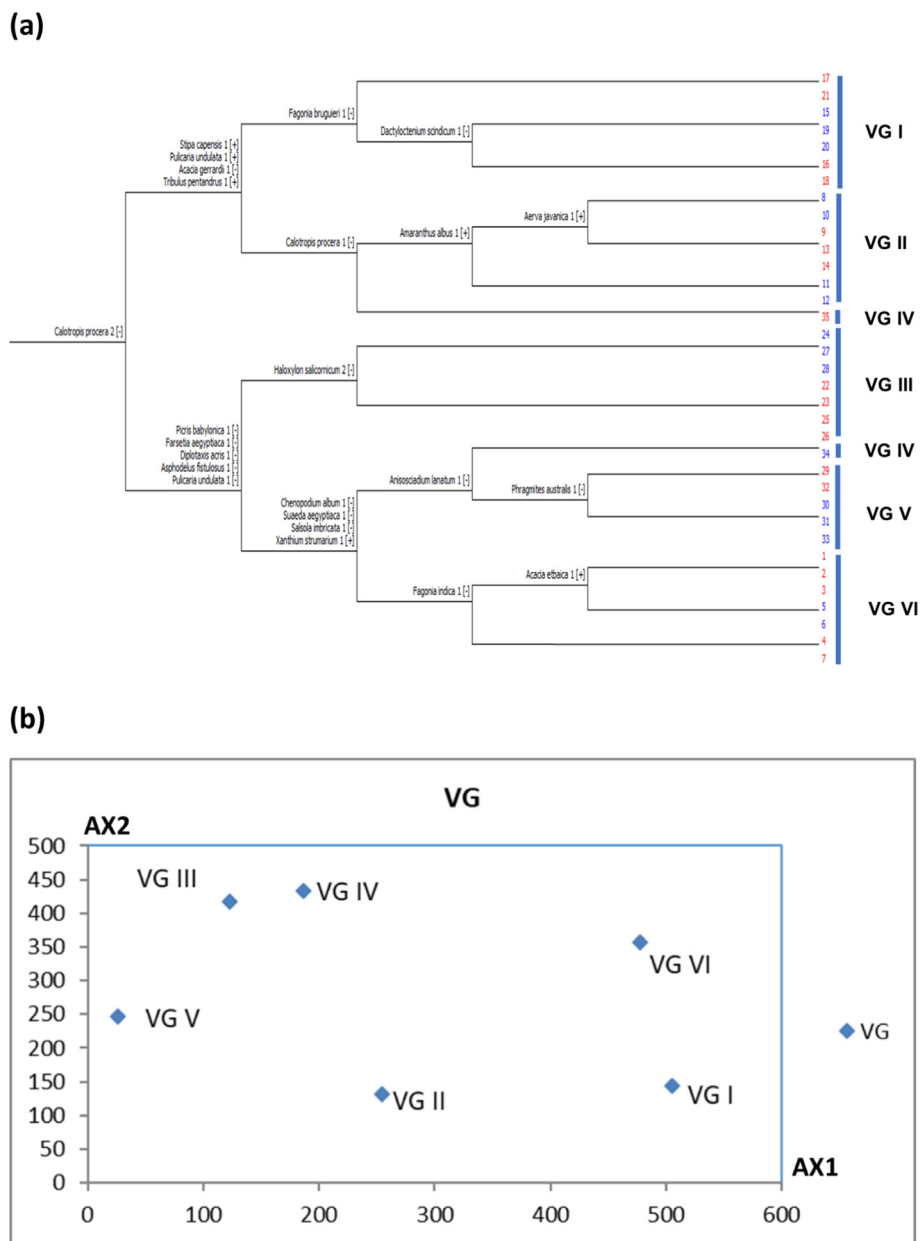 (a)
Fagonia bruguieri 1 [-]
Dactyloctenium scindicum 1 [-]
Stipa capensis 1 [+]
Pulicaria undulata 1 [+]
Acacia gerrardii 1 [-]
Tribulus pentandrus 1 [+]
Aerva javanica 1 [+]
Amaranthus albus 1 [+]
Calotropis procera 1 [-]
Calotropis procera 2 [-]
Haloxylon salicornicum 2 [-]
Picris babylonica 1 [-]
Farsetia aegyptiaca 1 [-]
Diplotaxis acris 1 [-]
Asphodelus fistulosus 1 [-]
Pulicaria undulata 1 [-]
Anisosciadium lanatum 1 [-]
Phragmites australis 1 [-]
Chenopodium album 1 [-]
Suaeda aegyptiaca 1 [-]
Salsola imbricata 1 [-]
Xanthium strumarium 1 [+]
Acacia etbaica 1 [+]
Fagonia indica 1 [-]
17
21
15
19
20
16
18
8
10
9
13
14
11
12
35
24
27
28
22
23
25
26
34
29
32
30
31
33
1
2
3
5
6
4
7
VG I
VG II
VG IV
VG III
VG IV
VG V
VG VI
(b)
VG
AX2
500
450
400
350
300
250
200
150
100
50
0
VG III
VG IV
VG VI
VG V
VG II
VG I
VG
AX1
0 100 200 300 400 500 600